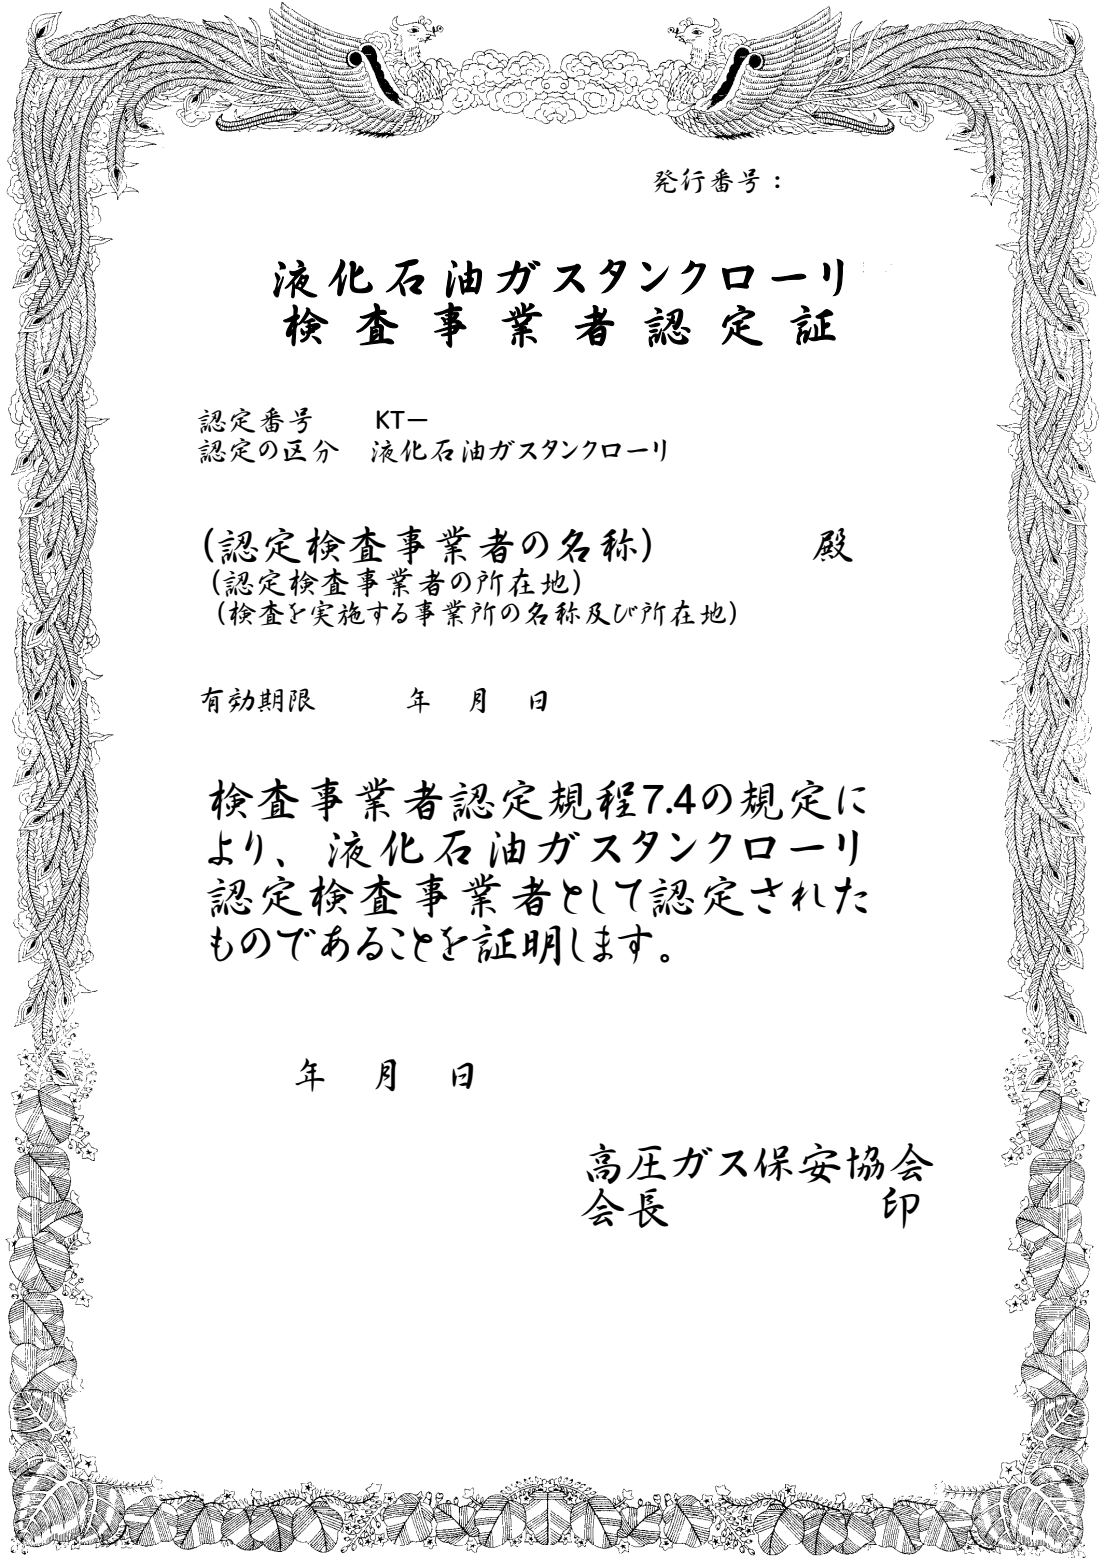 発行番号：
液化石油ガスタンクローリ
検査事業者認定証
認定番号　　KT－
認定の区分　液化石油ガスタンクローリ
（認定検査事業者の名称）　　　　殿
（認定検査事業者の所在地）
（検査を実施する事業所の名称及び所在地）
有効期限　　　年　月　日
検査事業者認定規程7.4の規定に
より、液化石油ガスタンクローリ
認定検査事業者として認定された
ものであることを証明します。
年　月　日
高圧ガス保安協会
会長　　　　　印